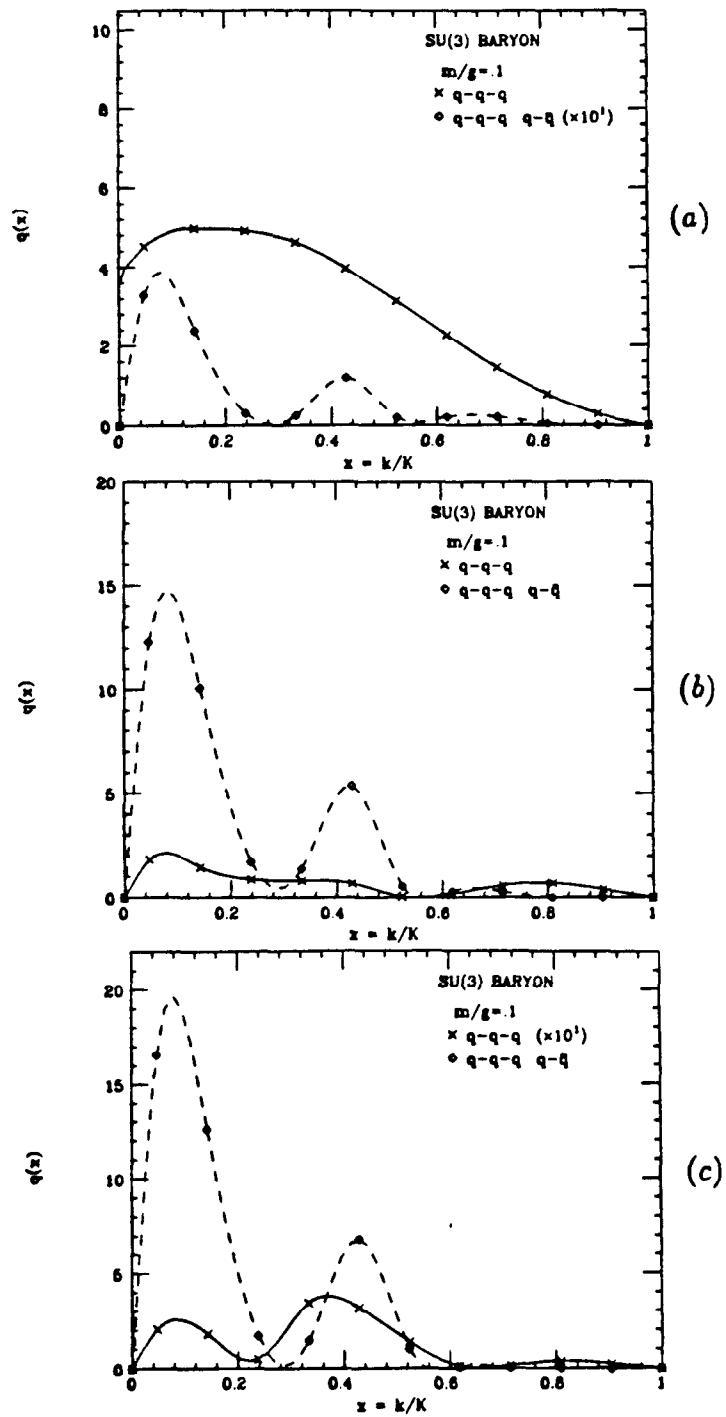 SU(3) BARYON
m/g=.1
× q-q-q
◇ q-q-q q-q̄ (×10¹)
10
8
6
4
2
0
q(x)
0 0.2 0.4 0.6 0.8 1
x = k/K
(a)
SU(3) BARYON
m/g=.1
× q-q-q
◇ q-q-q q-q̄
20
15
10
5
0
q(x)
0 0.2 0.4 0.6 0.8 1
x = k/K
(b)
SU(3) BARYON
m/g=.1
× q-q-q (×10¹)
◇ q-q-q q-q̄
20
15
10
5
0
q(x)
0 0.2 0.4 0.6 0.8 1
x = k/K
(c)